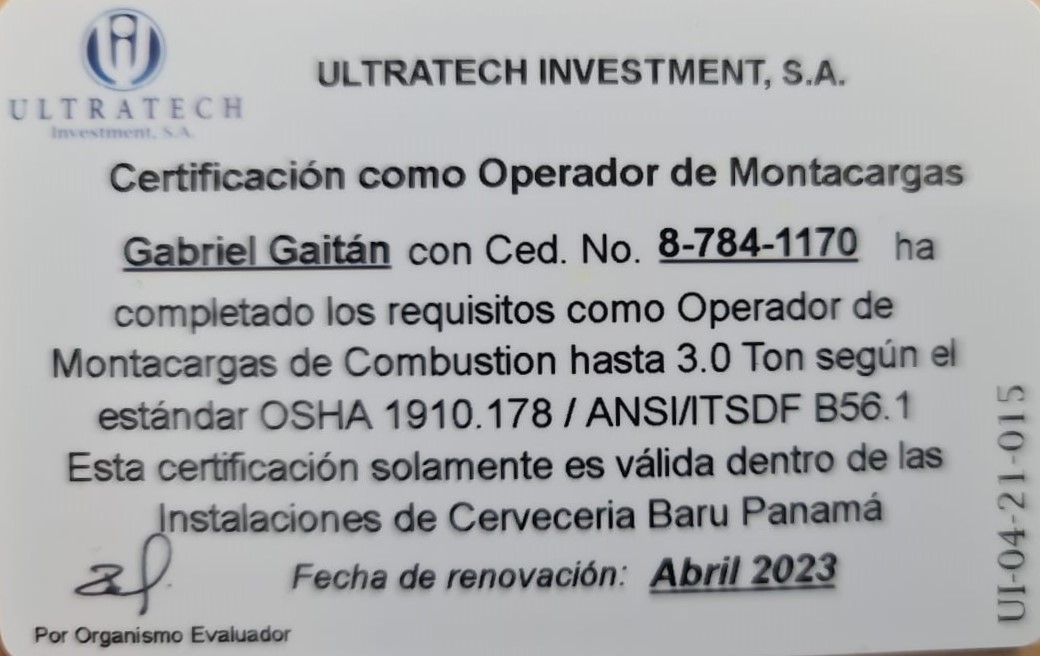 ULTRATECH
Investment, S.A.
ULTRATECH INVESTMENT, S.A.
Certificación como Operador de Montacargas
Gabriel Gaitán con Ced. No. 8-784-1170 ha
completado los requisitos como Operador de
Montacargas de Combustion hasta 3.0 Ton según el
estándar OSHA 1910.178 / ANSI/ITSDF B56.1
Esta certificación solamente es válida dentro de las
Instalaciones de Cerveceria Baru Panamá
Fecha de renovación: Abril 2023
Por Organismo Evaluador
UI-04-21-015